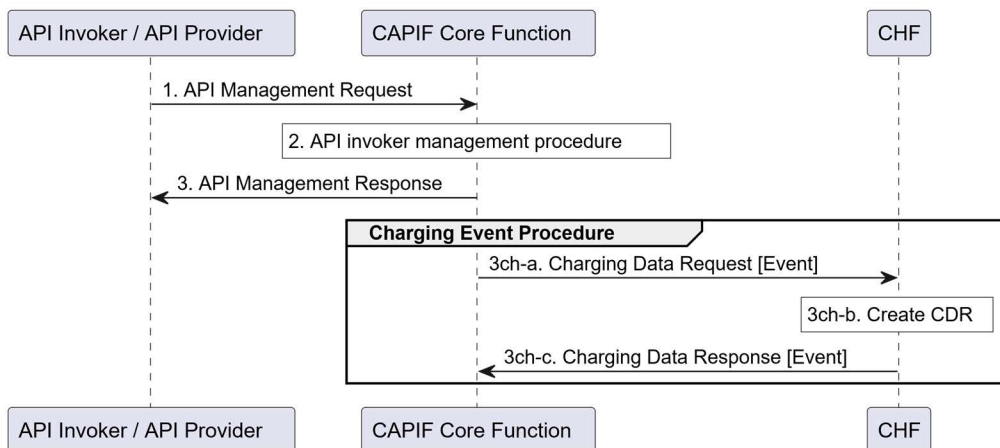 API Invoker / API Provider
CAPIF Core Function
CHF
1. API Management Request
2. API invoker management procedure
3. API Management Response
Charging Event Procedure
3ch-a. Charging Data Request [Event]
3ch-b. Create CDR
3ch-c. Charging Data Response [Event]
API Invoker / API Provider
CAPIF Core Function
CHF